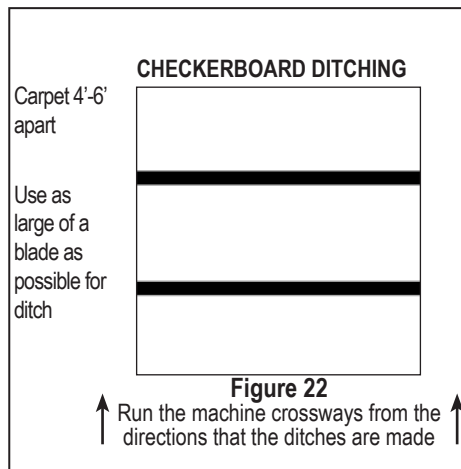 CHECKERBOARD DITCHING
Carpet 4’-6’
apart
Use as
large of a
blade as
possible for
ditch
Figure 22
Run the machine crossways from the
directions that the ditches are made